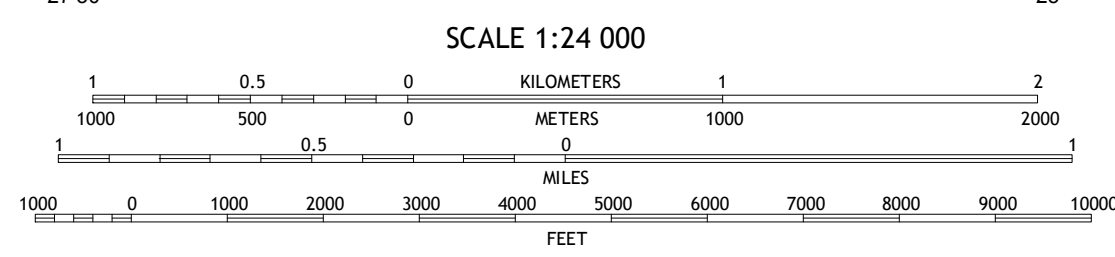 SCALE 1:24 000
1 0.5 0 KILOMETERS 1 2
1000 500 0 METERS 1000 2000
1 0.5 0 1
MILES
1000 0 1000 2000 3000 4000 5000 6000 7000 8000 9000 10000
FEET